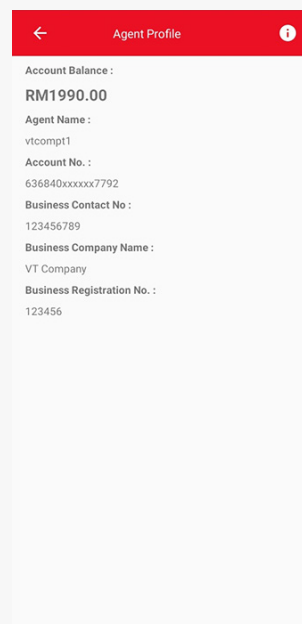 Agent Profile
Account Balance :
RM1990.00
Agent Name :
vtcompt1
Account No. :
636840xxxxxx7792
Business Contact No :
123456789
Business Company Name :
VT Company
Business Registration No. :
123456